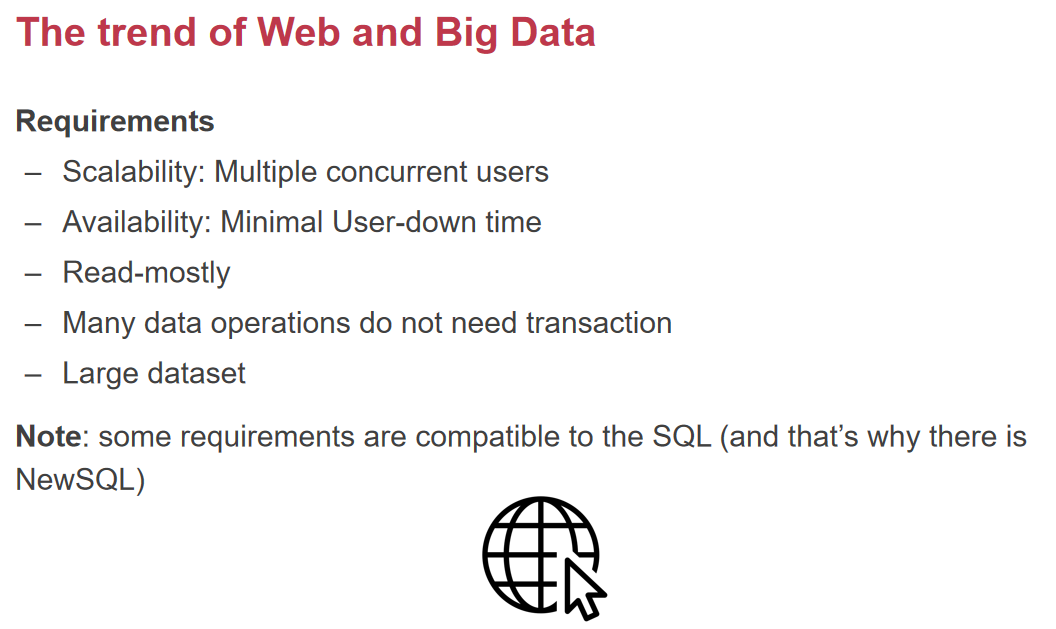 The trend of Web and Big Data
Requirements
– Scalability: Multiple concurrent users
– Availability: Minimal User-down time
– Read-mostly
– Many data operations do not need transaction
– Large dataset
Note: some requirements are compatible to the SQL (and that’s why there is
NewSQL)